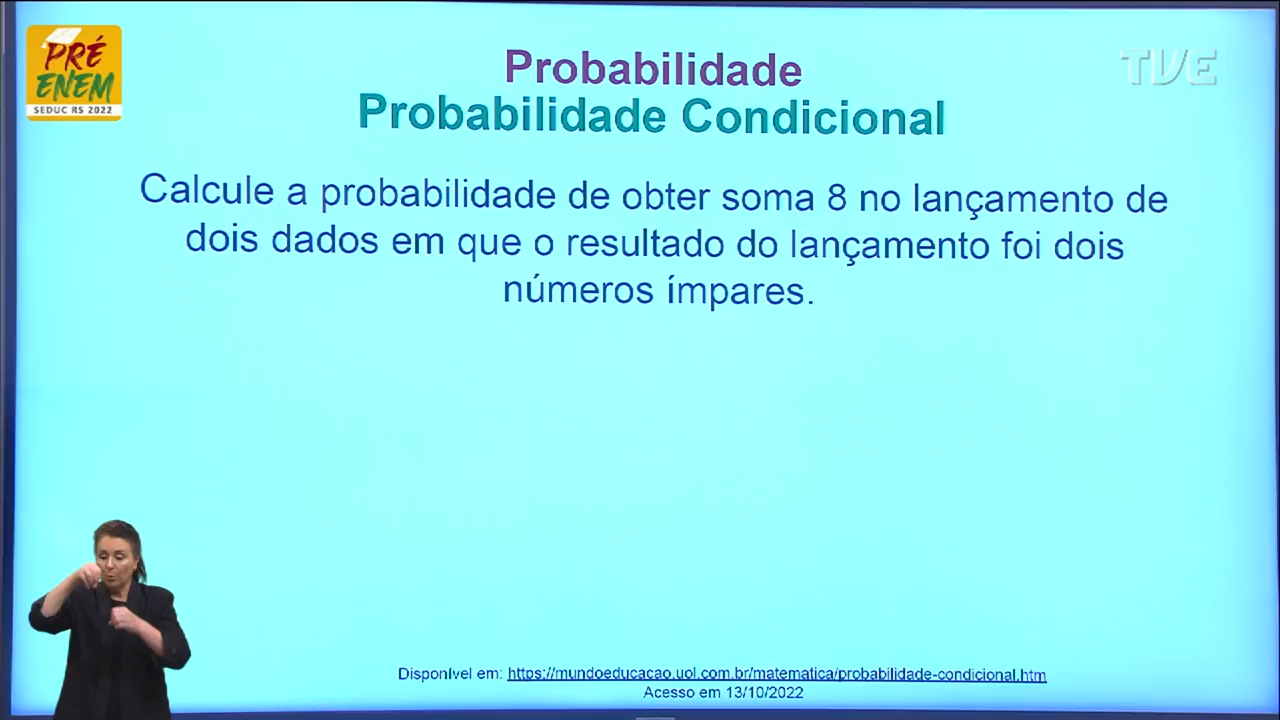 PRÉ
ENEM
SEDUC RS 2022
TVE
Probabilidade
Probabilidade Condicional
Calcule a probabilidade de obter soma 8 no lançamento de
dois dados em que o resultado do lançamento foi dois
números ímpares.
Disponível em: https://mundoeducacao.uol.com.br/matematica/probabilidade-condicional.htm
Acesso em 13/10/2022